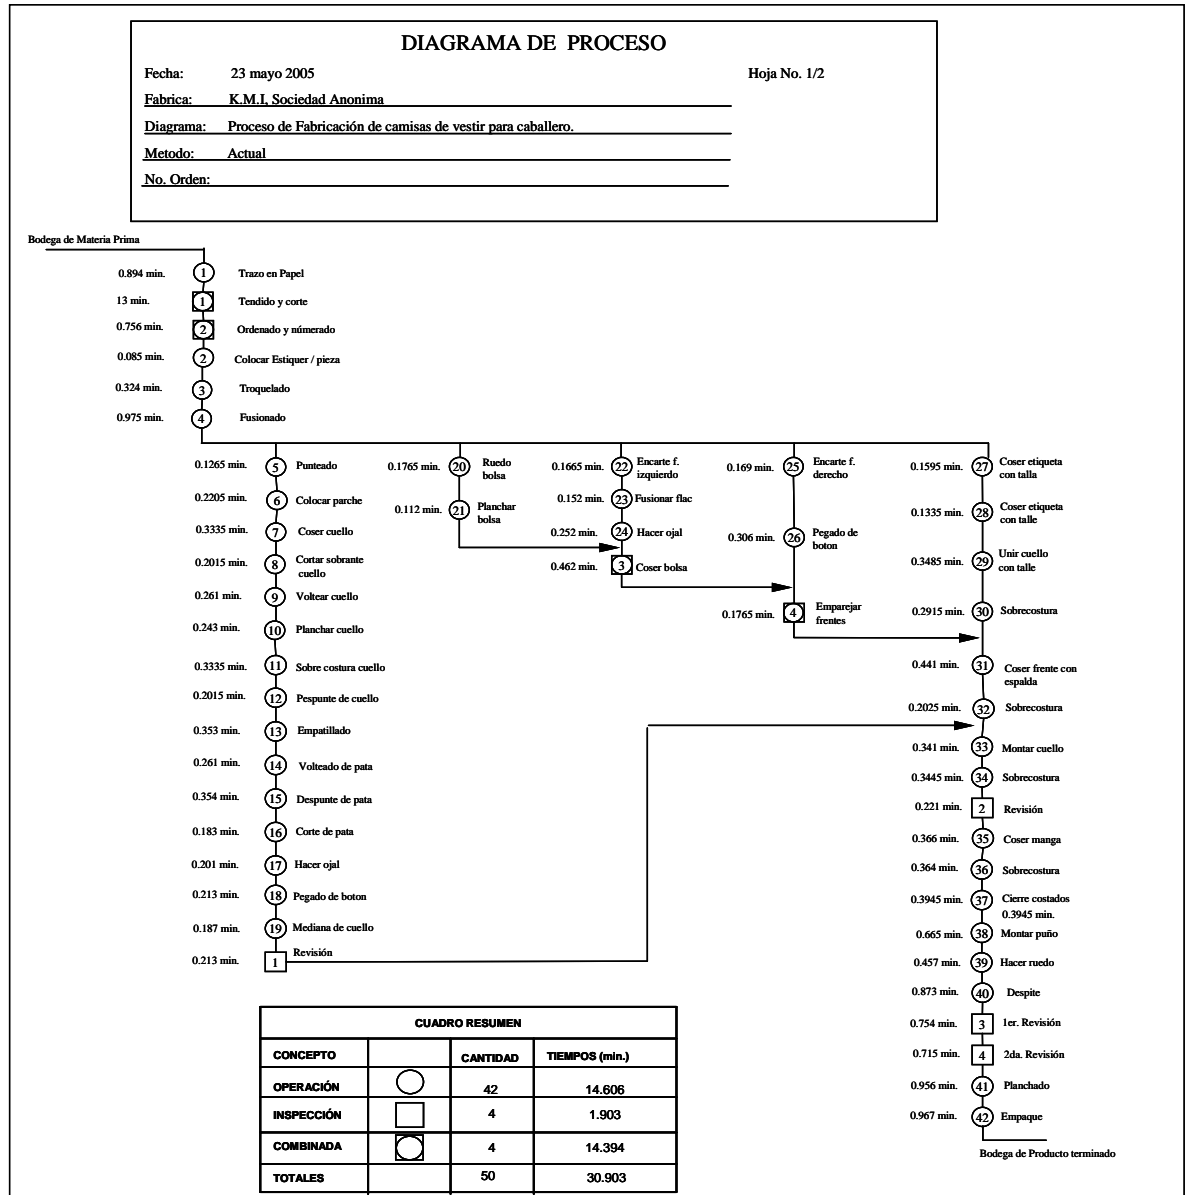 DIAGRAMA DE PROCESO
Fecha: 23 mayo 2005 Hoja No. 1/2
Fabrica: K.M.I, Sociedad Anonima
Diagrama: Proceso de Fabricación de camisas de vestir para caballero.
Metodo: Actual
No. Orden:
Bodega de Materia Prima
0.894 min. 1 Trazo en Papel
13 min. 1 Tendido y corte
0.756 min. 2 Ordenado y númerado
0.085 min. 2 Colocar Estiquer / pieza
0.324 min. 3 Troquelado
0.975 min. 4 Fusionado
0.1265 min. 5 Punteado
0.2205 min. 6 Colocar parche
0.3335 min. 7 Coser cuello
0.2015 min. 8 Cortar sobrante
cuello
0.261 min. 9 Voltear cuello
0.243 min. 10 Planchar cuello
0.3335 min. 11 Sobre costura cuello
0.2015 min. 12 Pespunte de cuello
0.353 min. 13 Empatillado
0.261 min. 14 Volteado de pata
0.354 min. 15 Despunte de pata
0.183 min. 16 Corte de pata
0.201 min. 17 Hacer ojal
0.213 min. 18 Pegado de boton
0.187 min. 19 Mediana de cuello
0.213 min. 1 Revisión
0.1765 min. 20 Ruedo
bolsa
0.112 min. 21 Planchar
bolsa
0.1665 min. 22 Encarte f.
izquierdo
0.152 min. 23 Fusionar flac
0.252 min. 24 Hacer ojal
0.462 min. 3 Coser bolsa
0.169 min. 25 Encarte f.
derecho
0.306 min. 26 Pegado de
boton
0.1765 min. 4 Emparejar
frentes
0.1595 min. 27 Coser etiqueta
con talla
0.1335 min. 28 Coser etiqueta
con talle
0.3485 min. 29 Unir cuello
con talle
0.2915 min. 30 Sobrecostura
0.441 min. 31 Coser frente con
espalda
0.2025 min. 32 Sobrecostura
0.341 min. 33 Montar cuello
0.3445 min. 34 Sobrecostura
0.221 min. 2 Revisión
0.366 min. 35 Coser manga
0.364 min. 36 Sobrecostura
0.3945 min. 37 Cierre costados
0.3945 min.
0.665 min. 38 Montar puño
0.457 min. 39 Hacer ruedo
0.873 min. 40 Despite
0.754 min. 3 1er. Revisión
0.715 min. 4 2da. Revisión
0.956 min. 41 Planchado
0.967 min. 42 Empaque
Bodega de Producto terminado
CUADRO RESUMEN
CONCEPTO CANTIDAD TIEMPOS (min.)
OPERACIÓN 42 14.606
INSPECCIÓN 4 1.903
COMBINADA 4 14.394
TOTALES 50 30.903